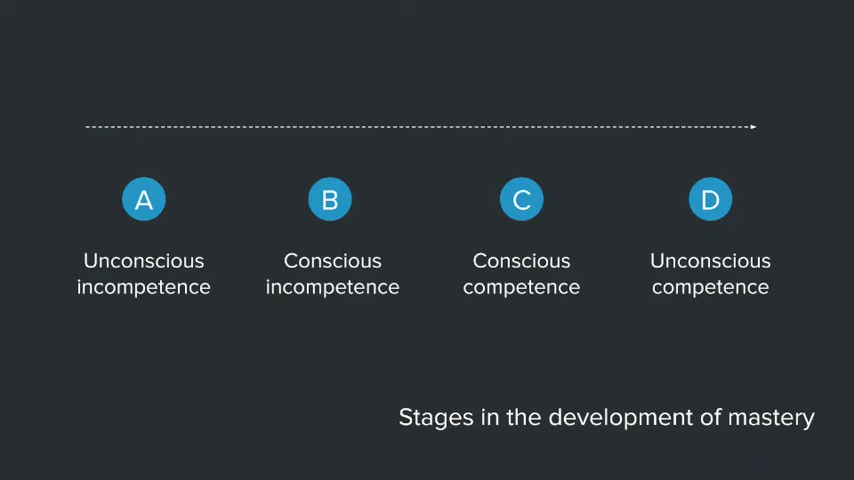 A
Unconscious
incompetence
B
Conscious
incompetence
C
Conscious
competence
D
Unconscious
competence
Stages in the development of mastery